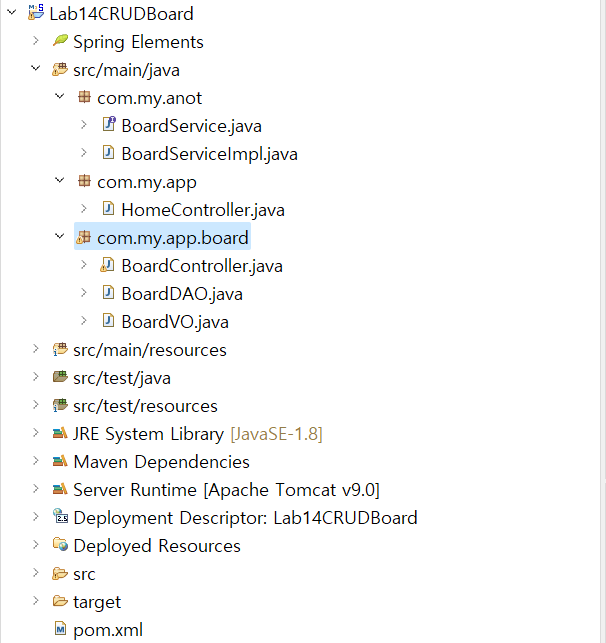 Lab14CRUDBoard
Spring Elements
src/main/java
com.my.anot
BoardService.java
BoardServiceImpl.java
com.my.app
HomeController.java
com.my.app.board
BoardController.java
BoardDAO.java
BoardVO.java
src/main/resources
src/test/java
src/test/resources
JRE System Library [JavaSE-1.8]
Maven Dependencies
Server Runtime [Apache Tomcat v9.0]
Deployment Descriptor: Lab14CRUDBoard
Deployed Resources
src
target
pom.xml